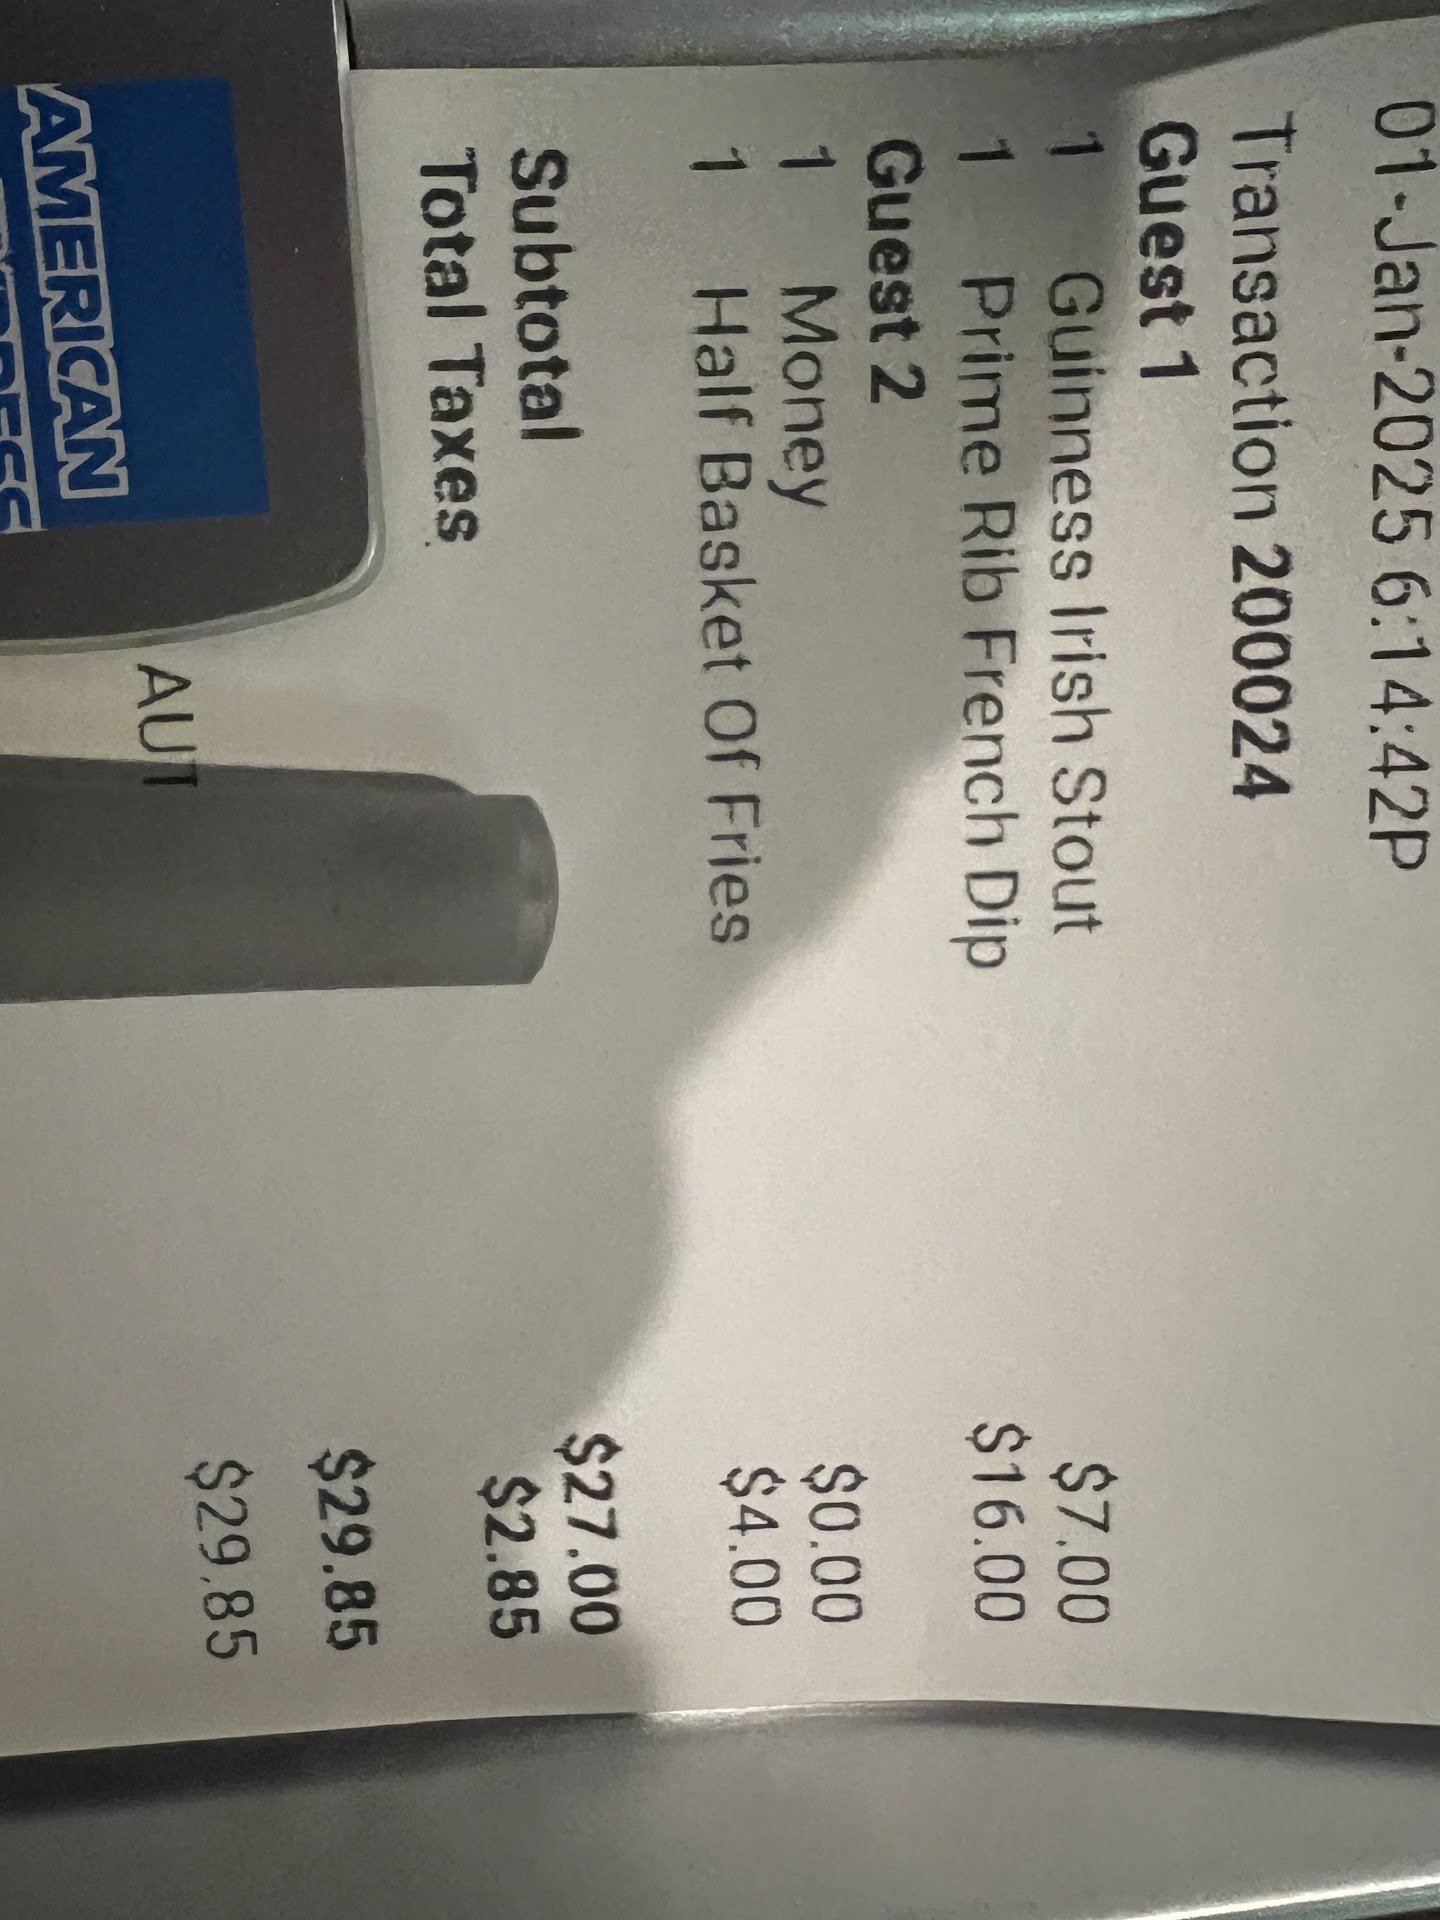 01-Jan-2025 6:14:42P
Transaction 200024
Guest 1
1 Guinness Irish Stout $7.00
1 Prime Rib French Dip $16.00
Guest 2
1 Money $0.00
1 Half Basket Of Fries $4.00
Subtotal $27.00
Total Taxes $2.85
$29.85
AUT $29.85
AMERICAN
EXPRESS